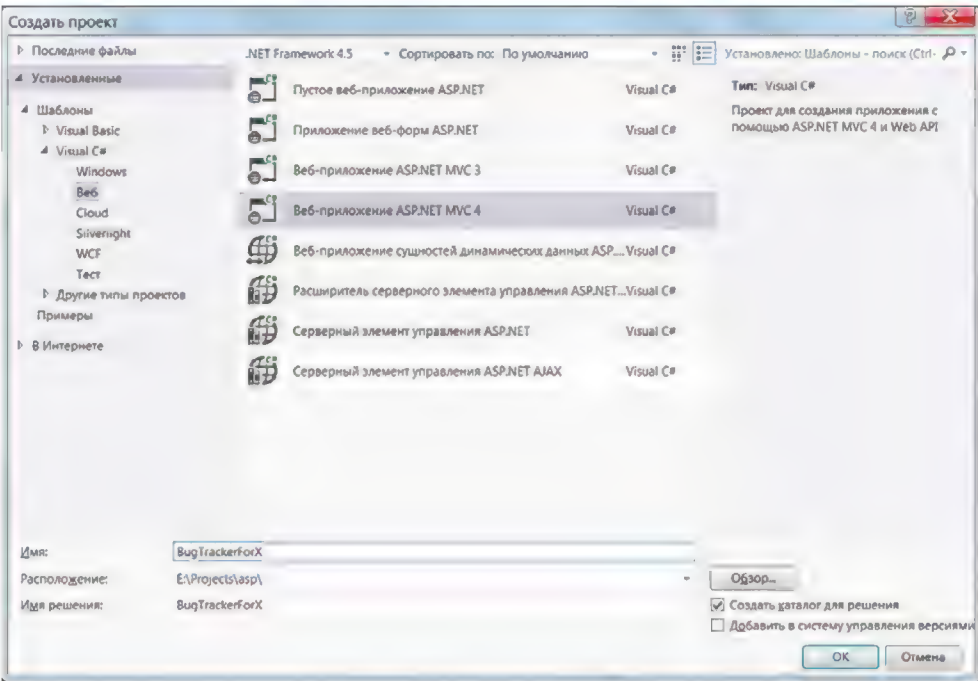 Создать проект
Последние файлы
Установленные
Шаблоны
Visual Basic
Visual C#
Windows
Веб
Cloud
Silverlight
WCF
Тест
Другие типы проектов
Примеры
В Интернете
.NET Framework 4.5 Сортировать по: По умолчанию
Установлено: Шаблоны - поиск (Ctrl-
Пустое веб-приложение ASP.NET Visual C#
Приложение веб-форм ASP.NET Visual C#
Веб-приложение ASP.NET MVC 3 Visual C#
Веб-приложение ASP.NET MVC 4 Visual C#
Веб-приложение сущностей динамических данных ASP.... Visual C#
Расширитель серверного элемента управления ASP.NET... Visual C#
Серверный элемент управления ASP.NET Visual C#
Серверный элемент управления ASP.NET AJAX Visual C#
Тип: Visual C#
Проект для создания приложения с
помощью ASP.NET MVC 4 и Web API
Имя: BugTrackerForX
Расположение: E:\Projects\asp\
Обзор...
Имя решения: BugTrackerForX
Создать каталог для решения
Добавить в систему управления версиями
OK Отмена